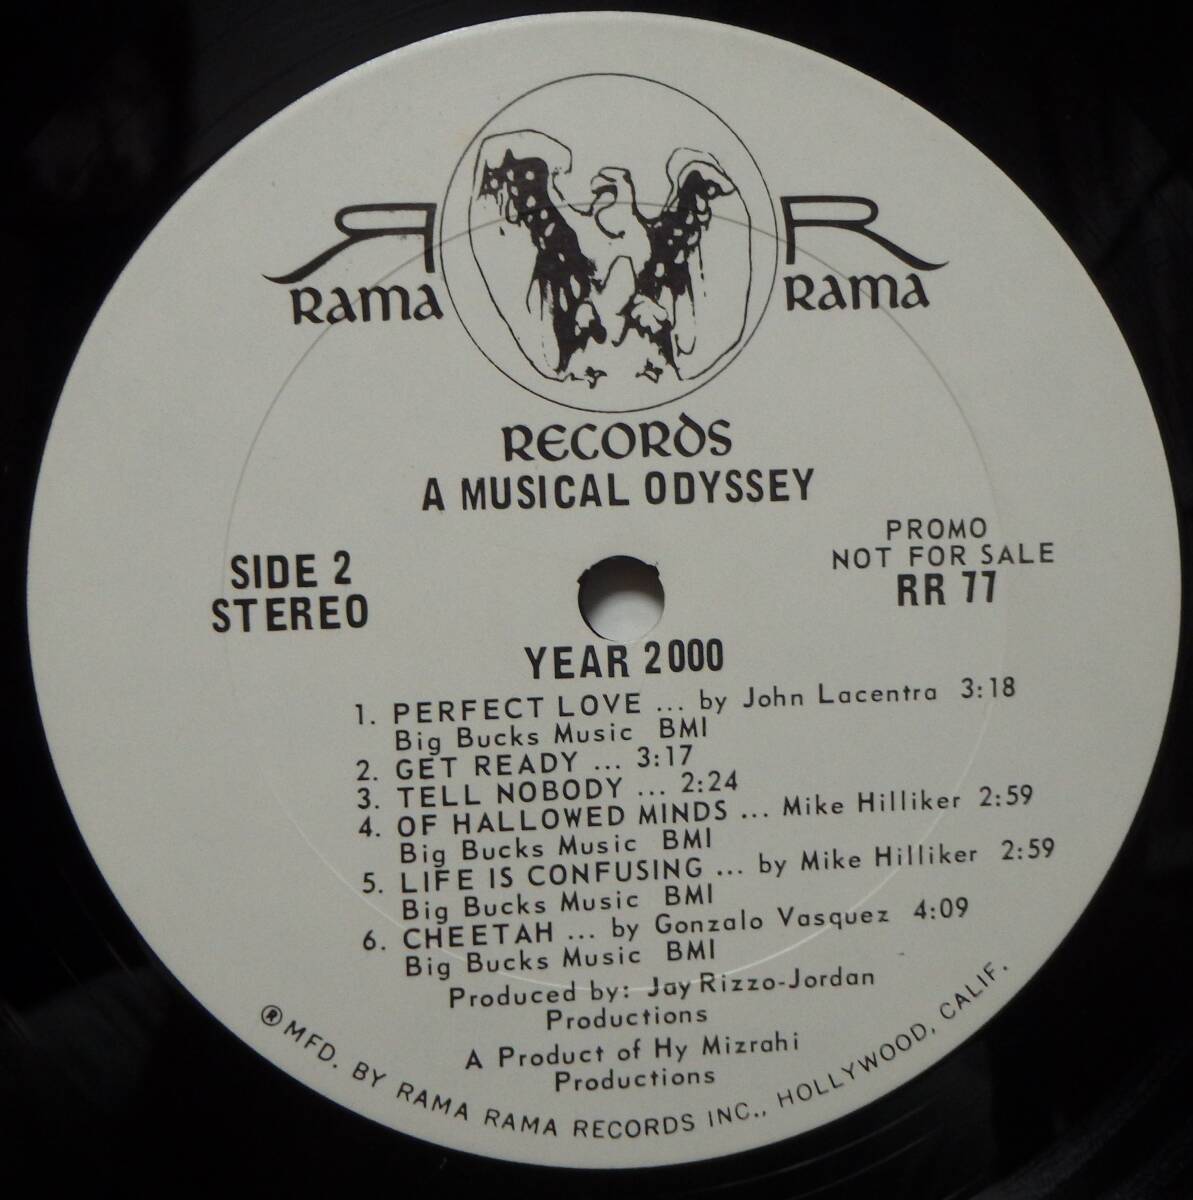 R R
Rama Rama
RECORDS
A MUSICAL ODYSSEY
SIDE 2
STEREO
PROMO
NOT FOR SALE
RR 77
YEAR 2000
1. PERFECT LOVE ... by John Lacentra 3:18
Big Bucks Music BMI
2. GET READY ... 3:17
3. TELL NOBODY ... 2:24
4. OF HALLOWED MINDS ... Mike Hilliker 2:59
Big Bucks Music BMI
5. LIFE IS CONFUSING ... by Mike Hilliker 2:59
Big Bucks Music BMI
6. CHEETAH ... by Gonzalo Vasquez 4:09
Big Bucks Music BMI
Produced by: Jay Rizzo-Jordan
Productions
A Product of Hy Mizrahi
Productions
® MFD. BY RAMA RAMA RECORDS INC., HOLLYWOOD, CALIF.